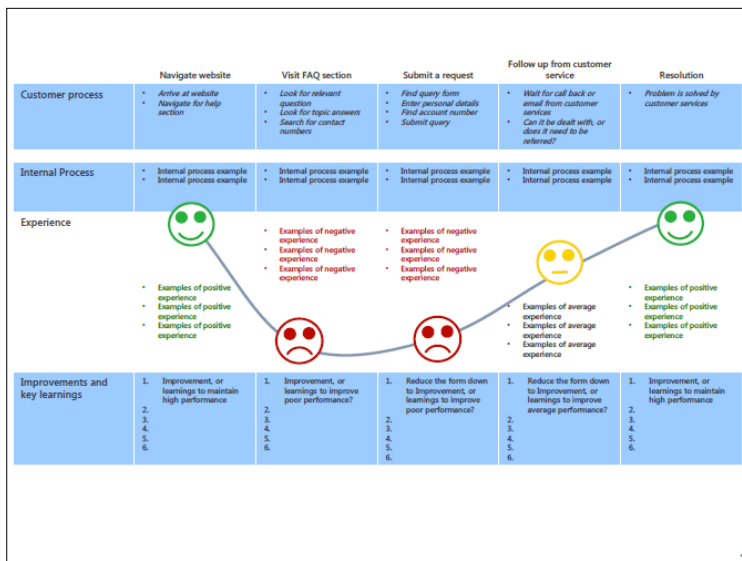 Navigate website
Visit FAQ section
Submit a request
Follow up from customer
service
Resolution
Customer process
• Arrive at website
• Navigate for help
section
• Look for relevant
question
• Look for topic answers
• Search for contact
numbers
• Find query form
• Enter personal details
• Find account number
• Submit query
• Wait for call back or
email from customer
services
• Can it be dealt with, or
does it need to be
referred?
• Problem is solved by
customer services
Internal Process
• Internal process example
• Internal process example
• Internal process example
• Internal process example
• Internal process example
• Internal process example
• Internal process example
• Internal process example
• Internal process example
• Internal process example
Experience
• Examples of positive
experience
• Examples of positive
experience
• Examples of positive
experience
• Examples of negative
experience
• Examples of negative
experience
• Examples of negative
experience
• Examples of negative
experience
• Examples of negative
experience
• Examples of negative
experience
• Examples of average
experience
• Examples of average
experience
• Examples of average
experience
• Examples of positive
experience
• Examples of positive
experience
• Examples of positive
experience
Improvements and
key learnings
1. Improvement, or
learnings to maintain
high performance
2.
3.
4.
5.
6.
1. Improvement, or
learnings to improve
poor performance?
2.
3.
4.
5.
6.
1. Reduce the form down
to Improvement, or
learnings to improve
poor performance?
2.
3.
4.
5.
6.
1. Reduce the form down
to Improvement, or
learnings to improve
average performance?
2.
3.
4.
5.
6.
1. Improvement, or
learnings to maintain
high performance
2.
3.
4.
5.
6.